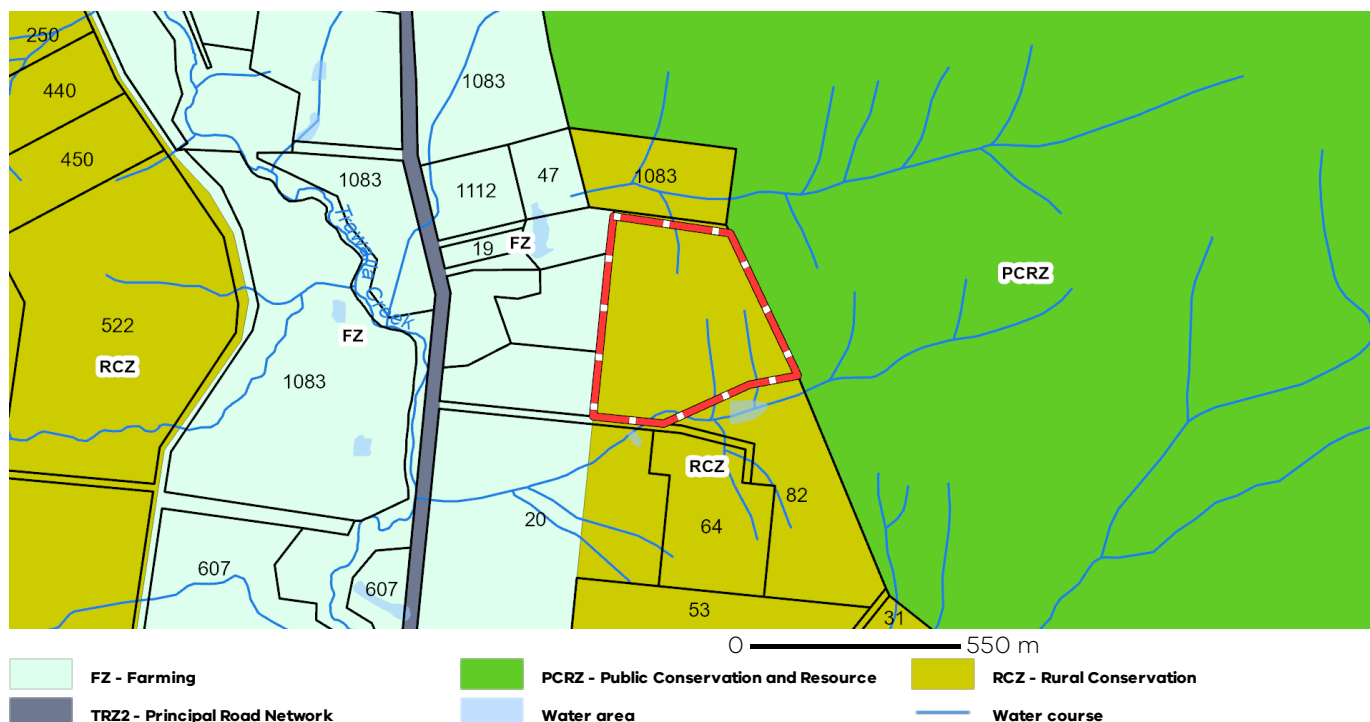 250
440
1083
450
1083
1112
47
1083
19
FZ
Trawalla Creek
PCRZ
522
FZ
RCZ
1083
RCZ
82
20
64
607
607
53
31
0 550 m
FZ - Farming
PCRZ - Public Conservation and Resource
RCZ - Rural Conservation
TRZ2 - Principal Road Network
Water area
Water course